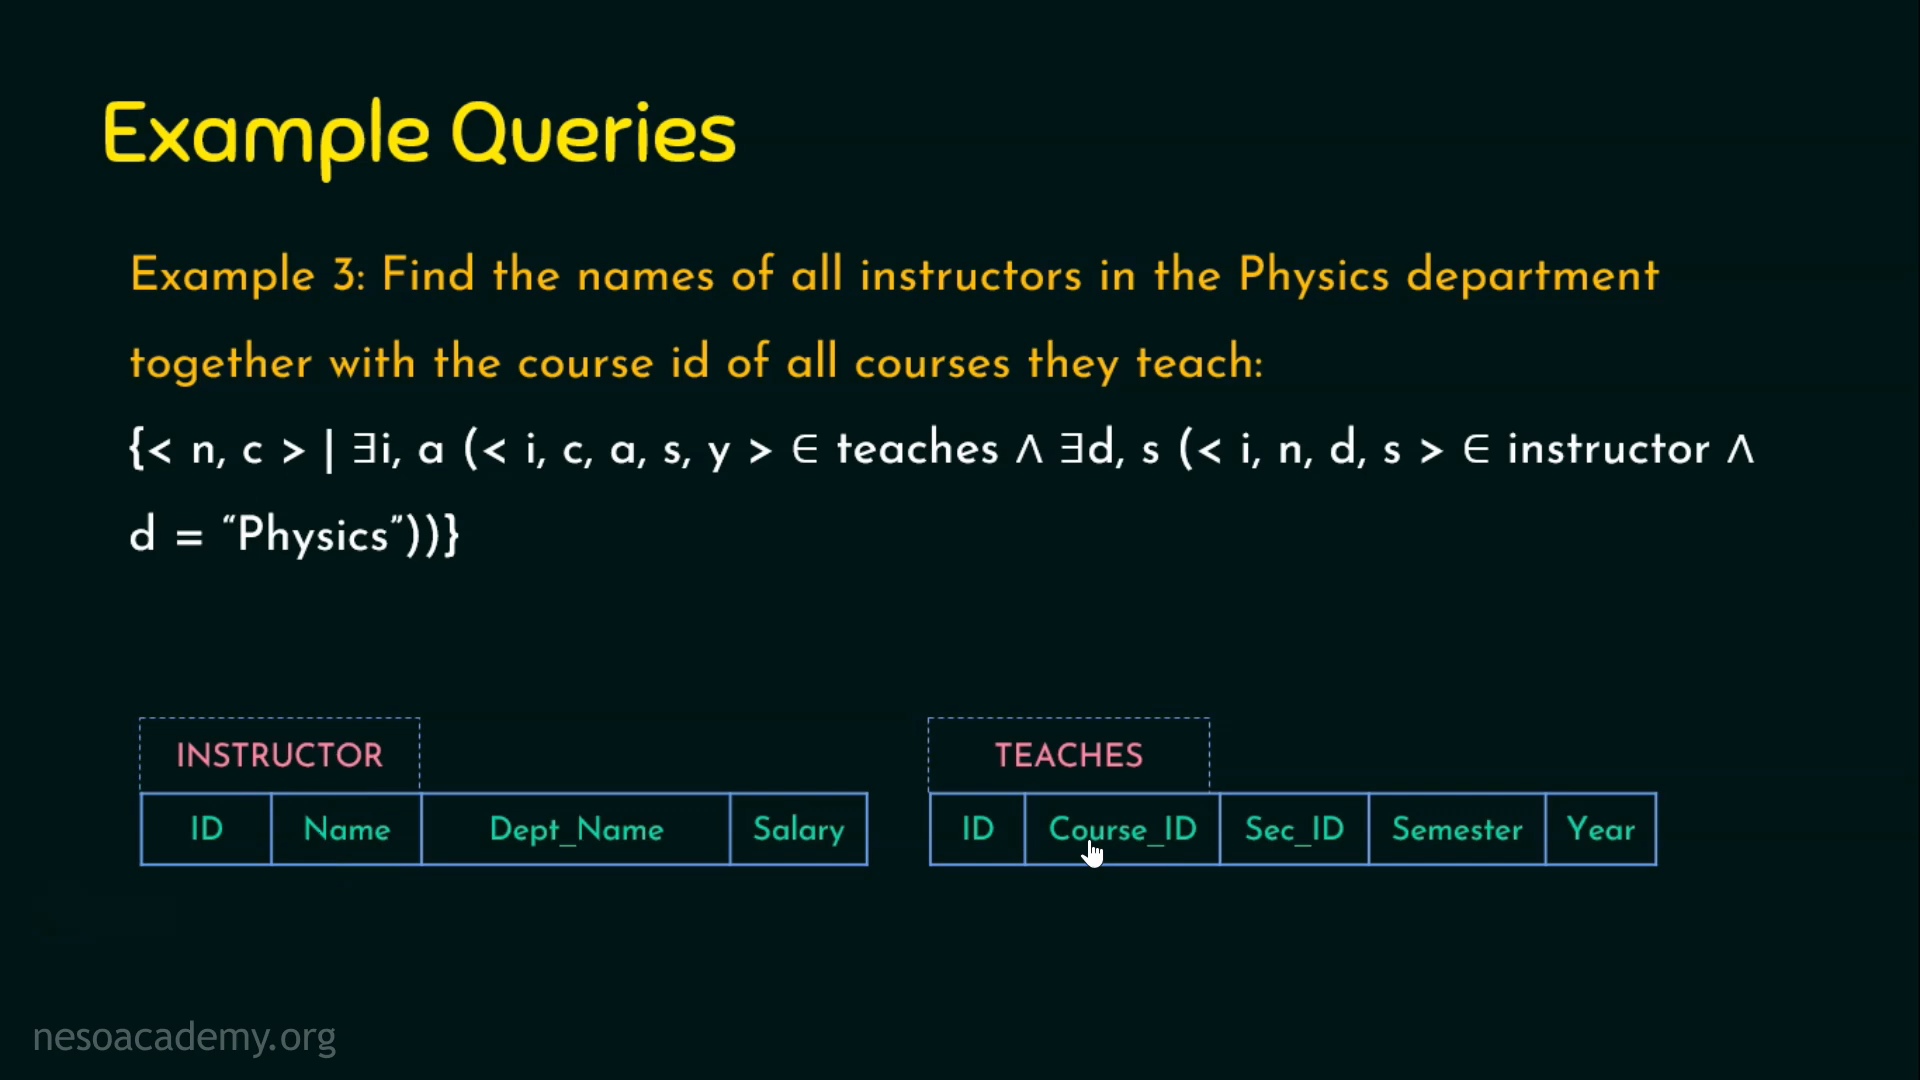 Example Queries
Example 3: Find the names of all instructors in the Physics department
together with the course id of all courses they teach:
{< n, c > | ∃i, a (< i, c, a, s, y > ∈ teaches ∧ ∃d, s (< i, n, d, s > ∈ instructor ∧
d = “Physics”))}
INSTRUCTOR
ID Name Dept_Name Salary
TEACHES
ID Course_ID Sec_ID Semester Year
nesoacademy.org